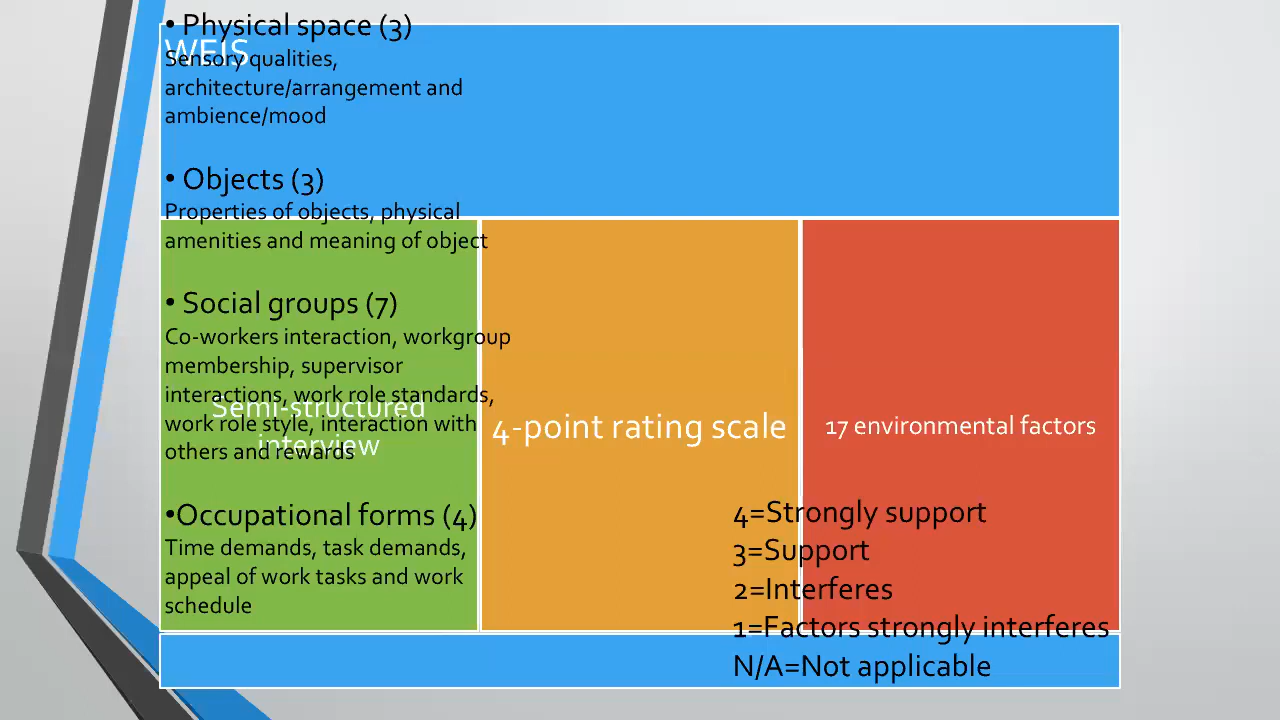 WEIS
• Physical space (3)
Sensory qualities,
architecture/arrangement and
ambience/mood
• Objects (3)
Properties of objects, physical
amenities and meaning of object
• Social groups (7)
Co-workers interaction, workgroup
membership, supervisor
interactions, work role standards,
work role style, interaction with
others and rewards
•Occupational forms (4)
Time demands, task demands,
appeal of work tasks and work
schedule
Semi-structured
interview
4-point rating scale
17 environmental factors
4=Strongly support
3=Support
2=Interferes
1=Factors strongly interferes
N/A=Not applicable